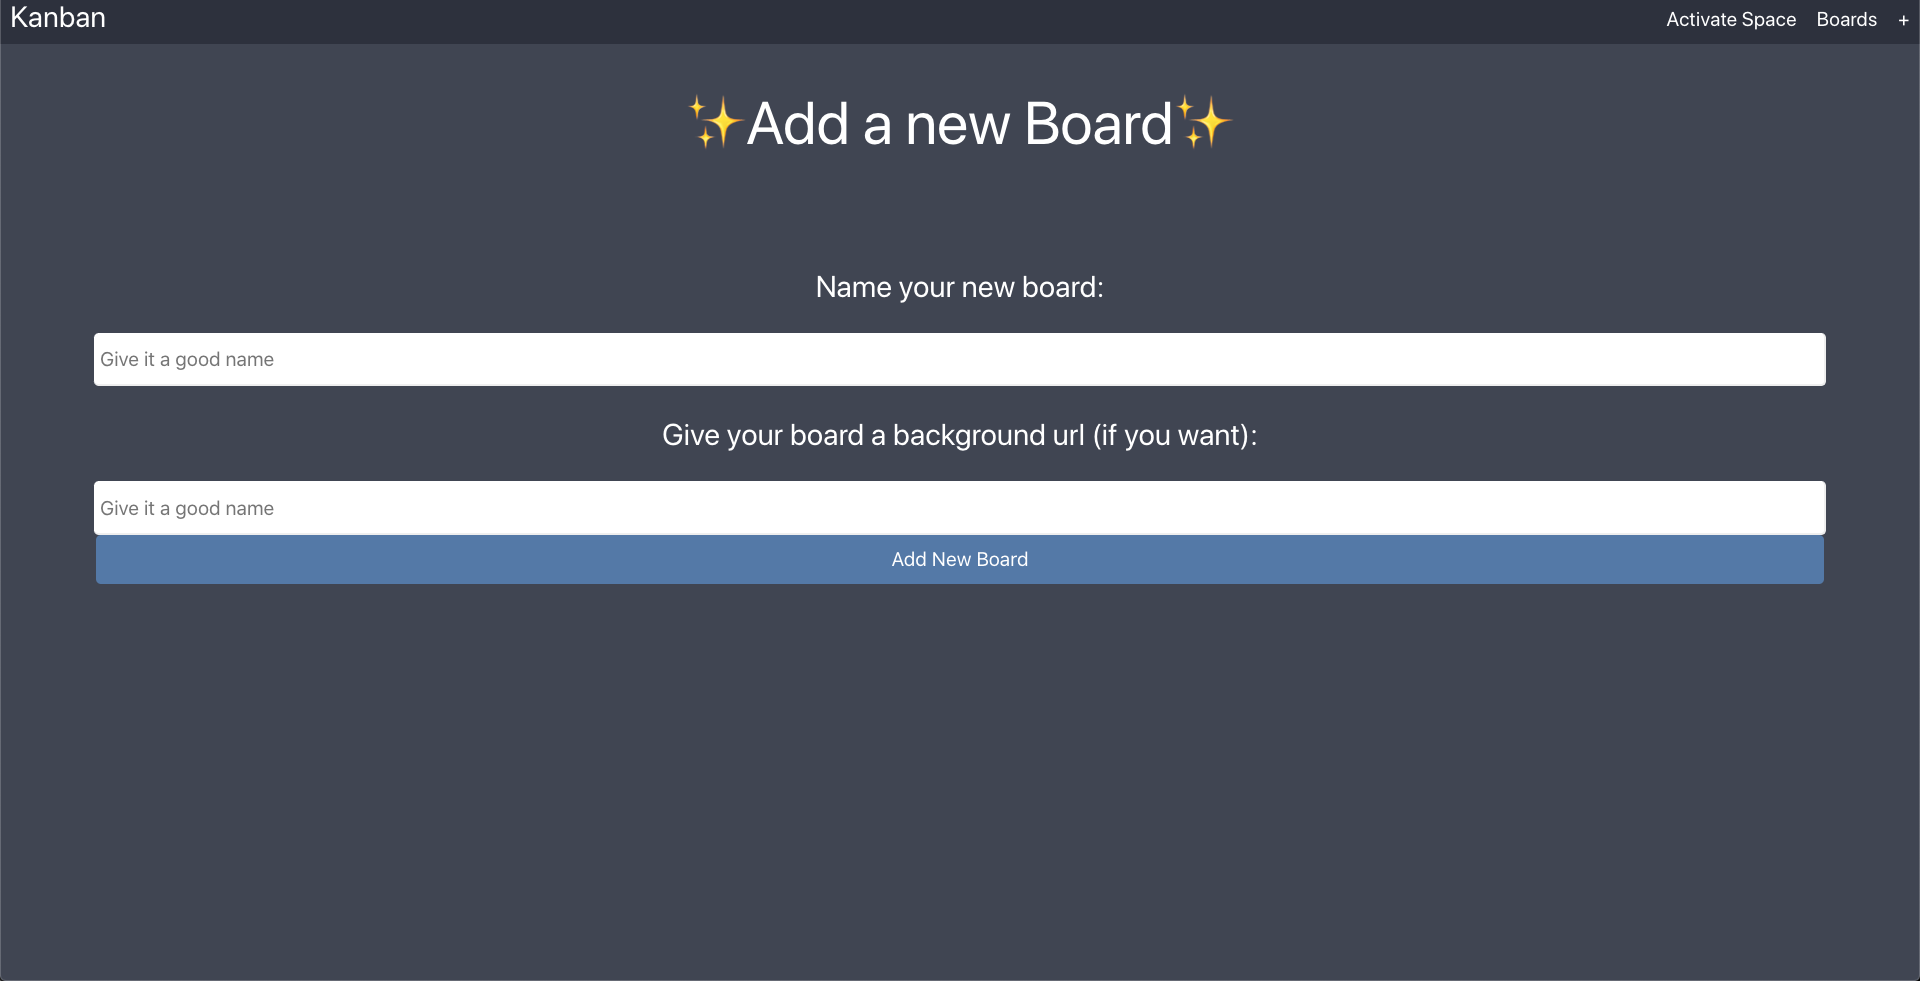 Kanban
Activate Space Boards +
✨Add a new Board✨
Name your new board:
Give it a good name
Give your board a background url (if you want):
Give it a good name
Add New Board